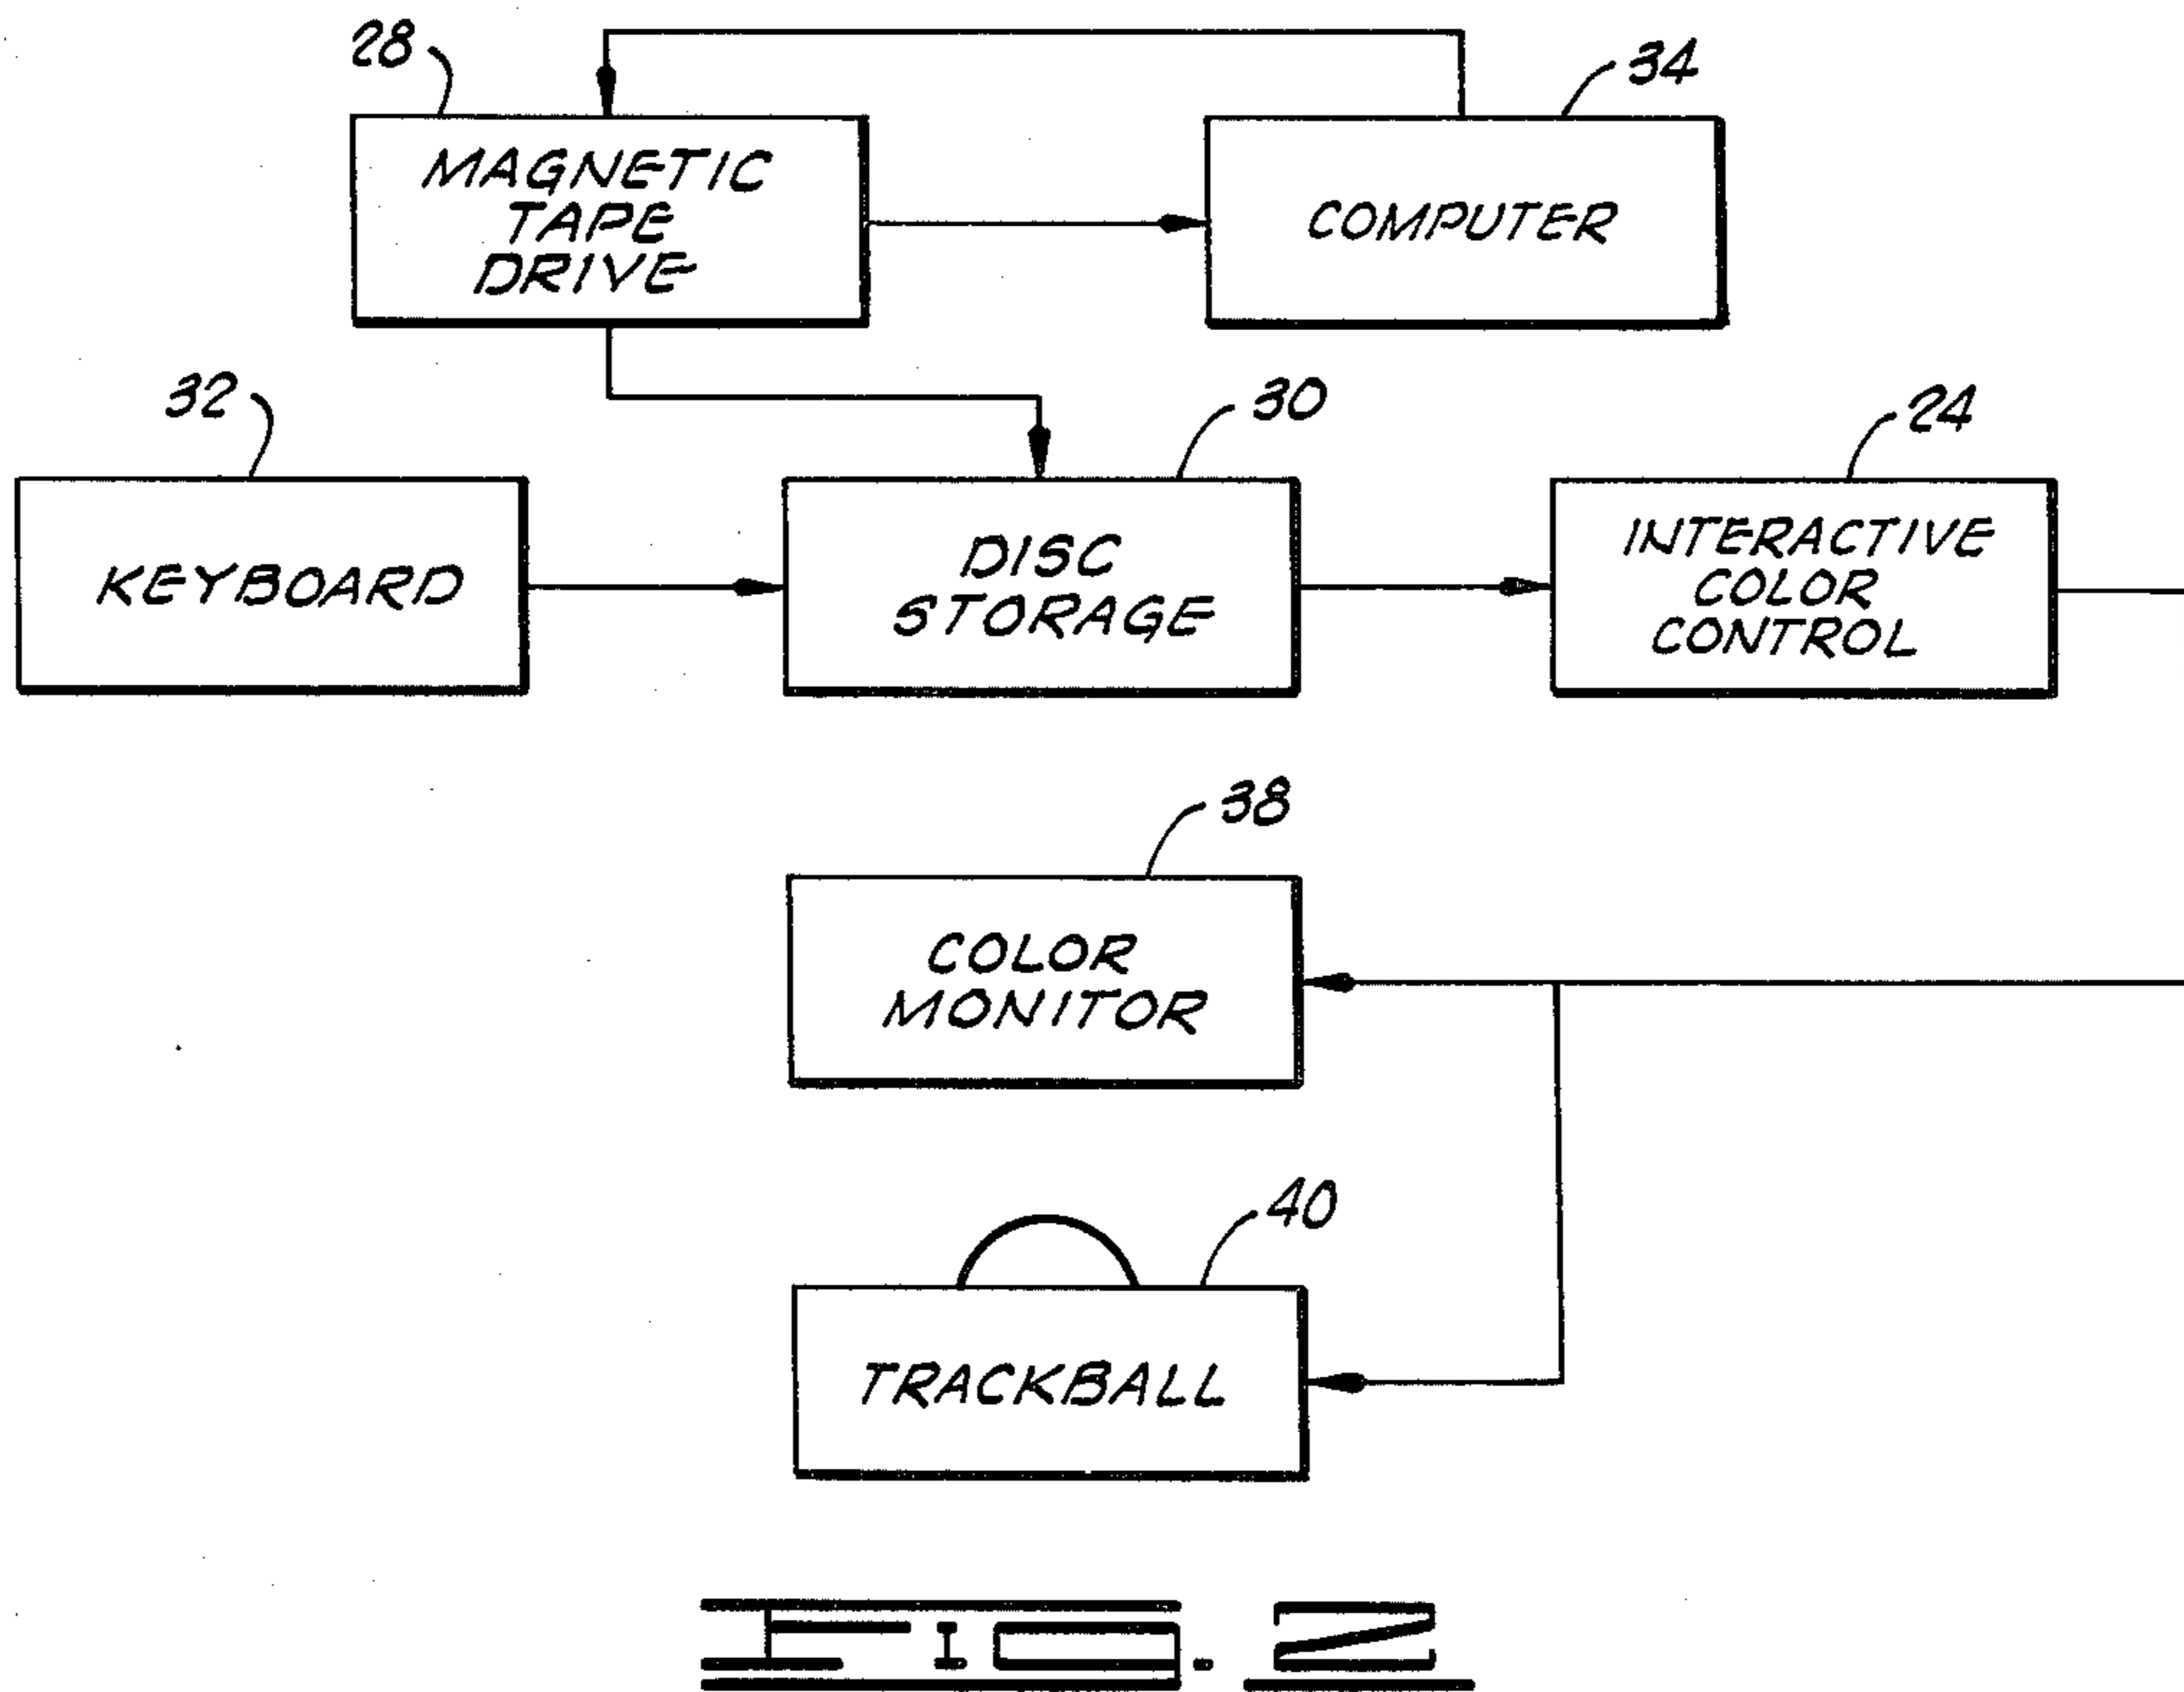 28
34
MAGNETIC
TAPE
DRIVE
COMPUTER
32
30
24
KEYBOARD
DISC
STORAGE
INTERACTIVE
COLOR
CONTROL
38
COLOR
MONITOR
40
TRACKBALL
FIG. 2